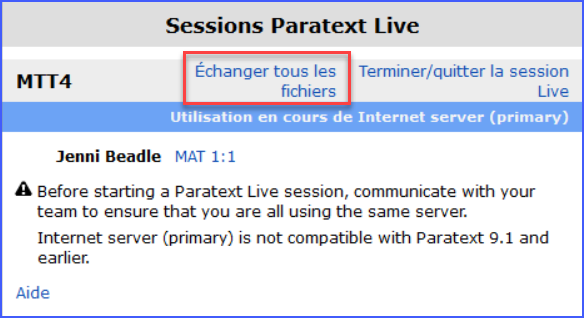 Sessions Paratext Live
MTT4
Échanger tous les
fichiers
Terminer/quitter la session
Live
Utilisation en cours de Internet server (primary)
Jenni Beadle MAT 1:1
Before starting a Paratext Live session, communicate with your
team to ensure that you are all using the same server.
Internet server (primary) is not compatible with Paratext 9.1 and
earlier.
Aide